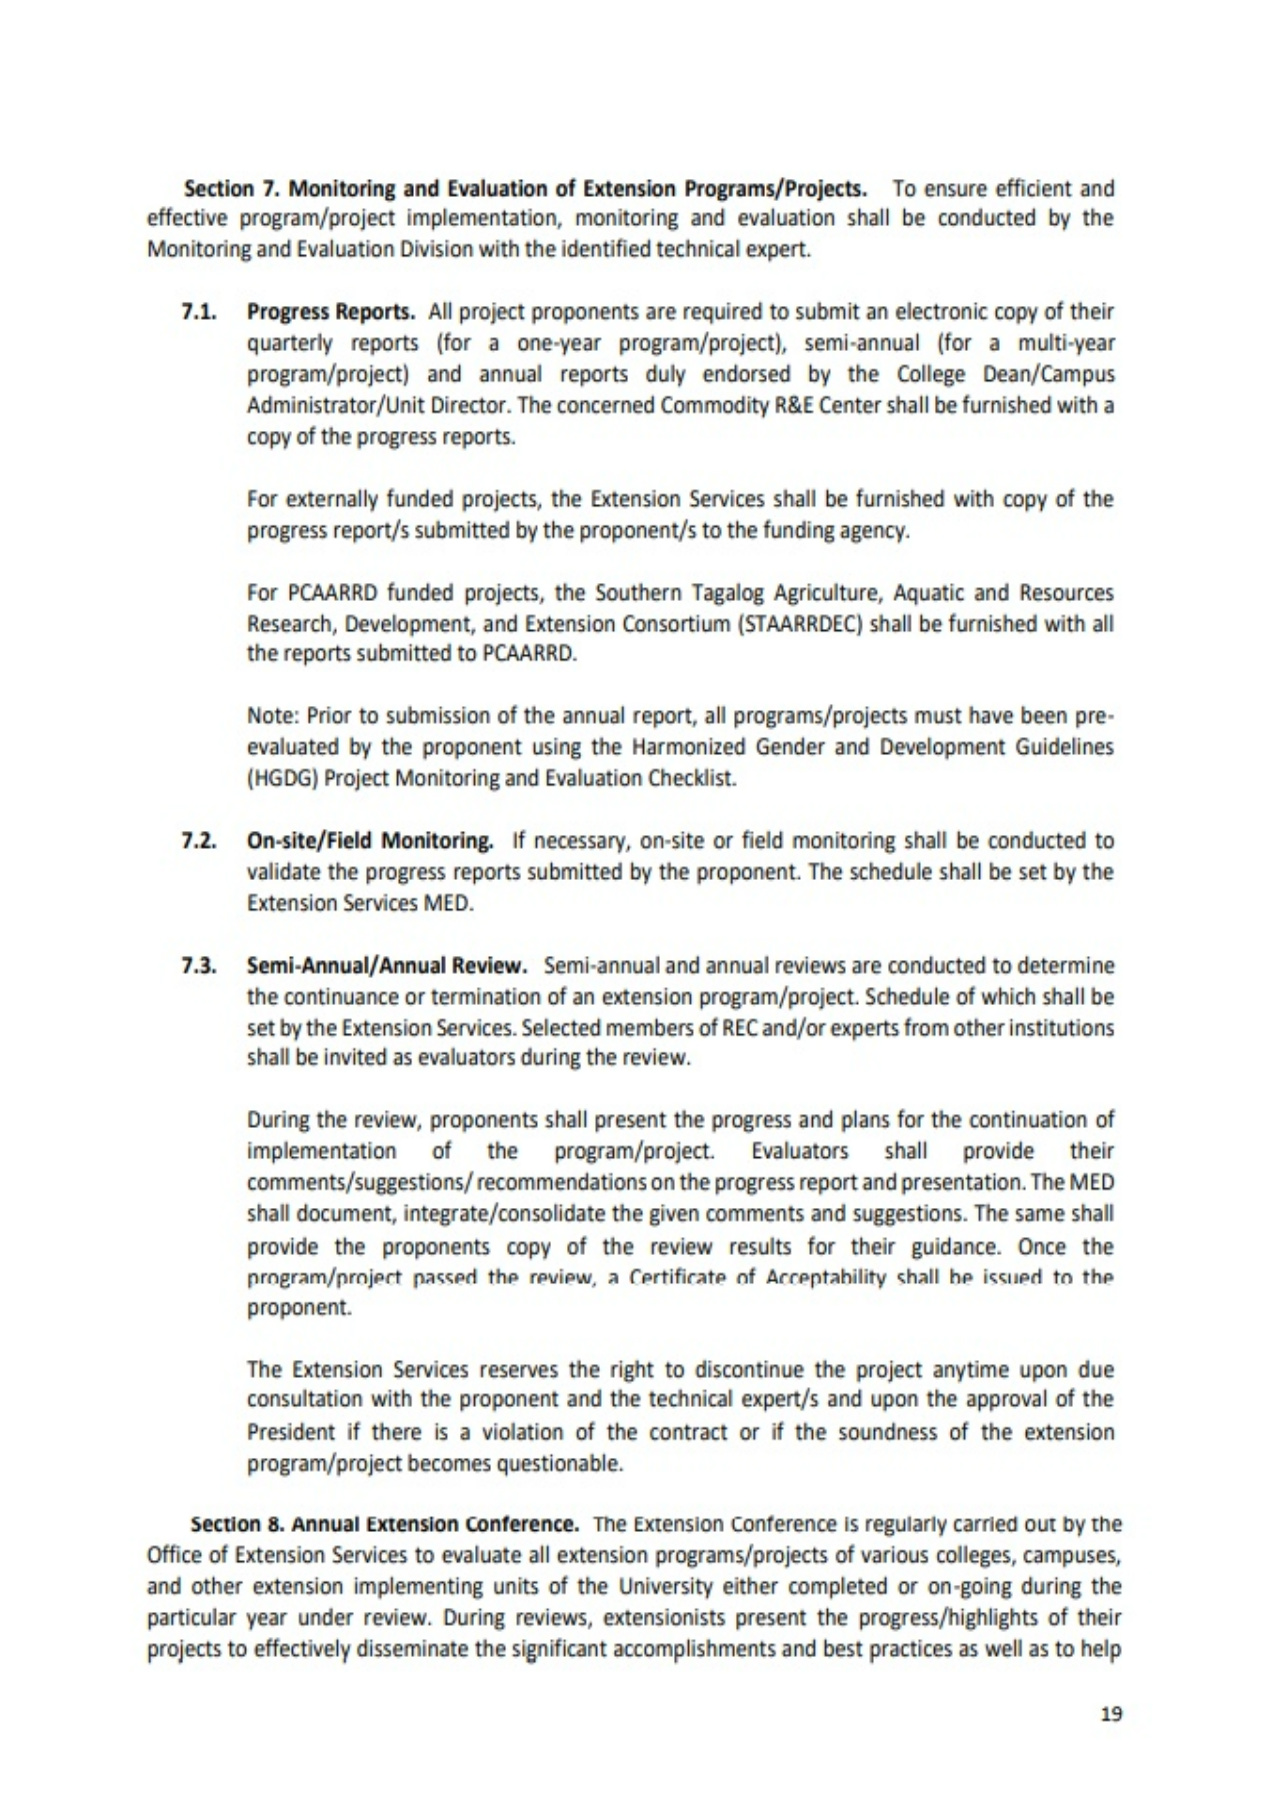 Section 7. Monitoring and Evaluation of Extension Programs/Projects. To ensure efficient and
effective program/project implementation, monitoring and evaluation shall be conducted by the
Monitoring and Evaluation Division with the identified technical expert.
7.1. Progress Reports. All project proponents are required to submit an electronic copy of their
quarterly reports (for a one-year program/project), semi-annual (for a multi-year
program/project) and annual reports duly endorsed by the College Dean/Campus
Administrator/Unit Director. The concerned Commodity R&E Center shall be furnished with a
copy of the progress reports.
For externally funded projects, the Extension Services shall be furnished with copy of the
progress report/s submitted by the proponent/s to the funding agency.
For PCAARRD funded projects, the Southern Tagalog Agriculture, Aquatic and Resources
Research, Development, and Extension Consortium (STAARRDEC) shall be furnished with all
the reports submitted to PCAARRD.
Note: Prior to submission of the annual report, all programs/projects must have been pre-
evaluated by the proponent using the Harmonized Gender and Development Guidelines
(HGDG) Project Monitoring and Evaluation Checklist.
7.2. On-site/Field Monitoring. If necessary, on-site or field monitoring shall be conducted to
validate the progress reports submitted by the proponent. The schedule shall be set by the
Extension Services MED.
7.3. Semi-Annual/Annual Review. Semi-annual and annual reviews are conducted to determine
the continuance or termination of an extension program/project. Schedule of which shall be
set by the Extension Services. Selected members of REC and/or experts from other institutions
shall be invited as evaluators during the review.
During the review, proponents shall present the progress and plans for the continuation of
implementation of the program/project. Evaluators shall provide their
comments/suggestions/ recommendations on the progress report and presentation. The MED
shall document, integrate/consolidate the given comments and suggestions. The same shall
provide the proponents copy of the review results for their guidance. Once the
program/project passed the review, a Certificate of Acceptability shall be issued to the
proponent.
The Extension Services reserves the right to discontinue the project anytime upon due
consultation with the proponent and the technical expert/s and upon the approval of the
President if there is a violation of the contract or if the soundness of the extension
program/project becomes questionable.
Section 8. Annual Extension Conference. The Extension Conference is regularly carried out by the
Office of Extension Services to evaluate all extension programs/projects of various colleges, campuses,
and other extension implementing units of the University either completed or on-going during the
particular year under review. During reviews, extensionists present the progress/highlights of their
projects to effectively disseminate the significant accomplishments and best practices as well as to help
19